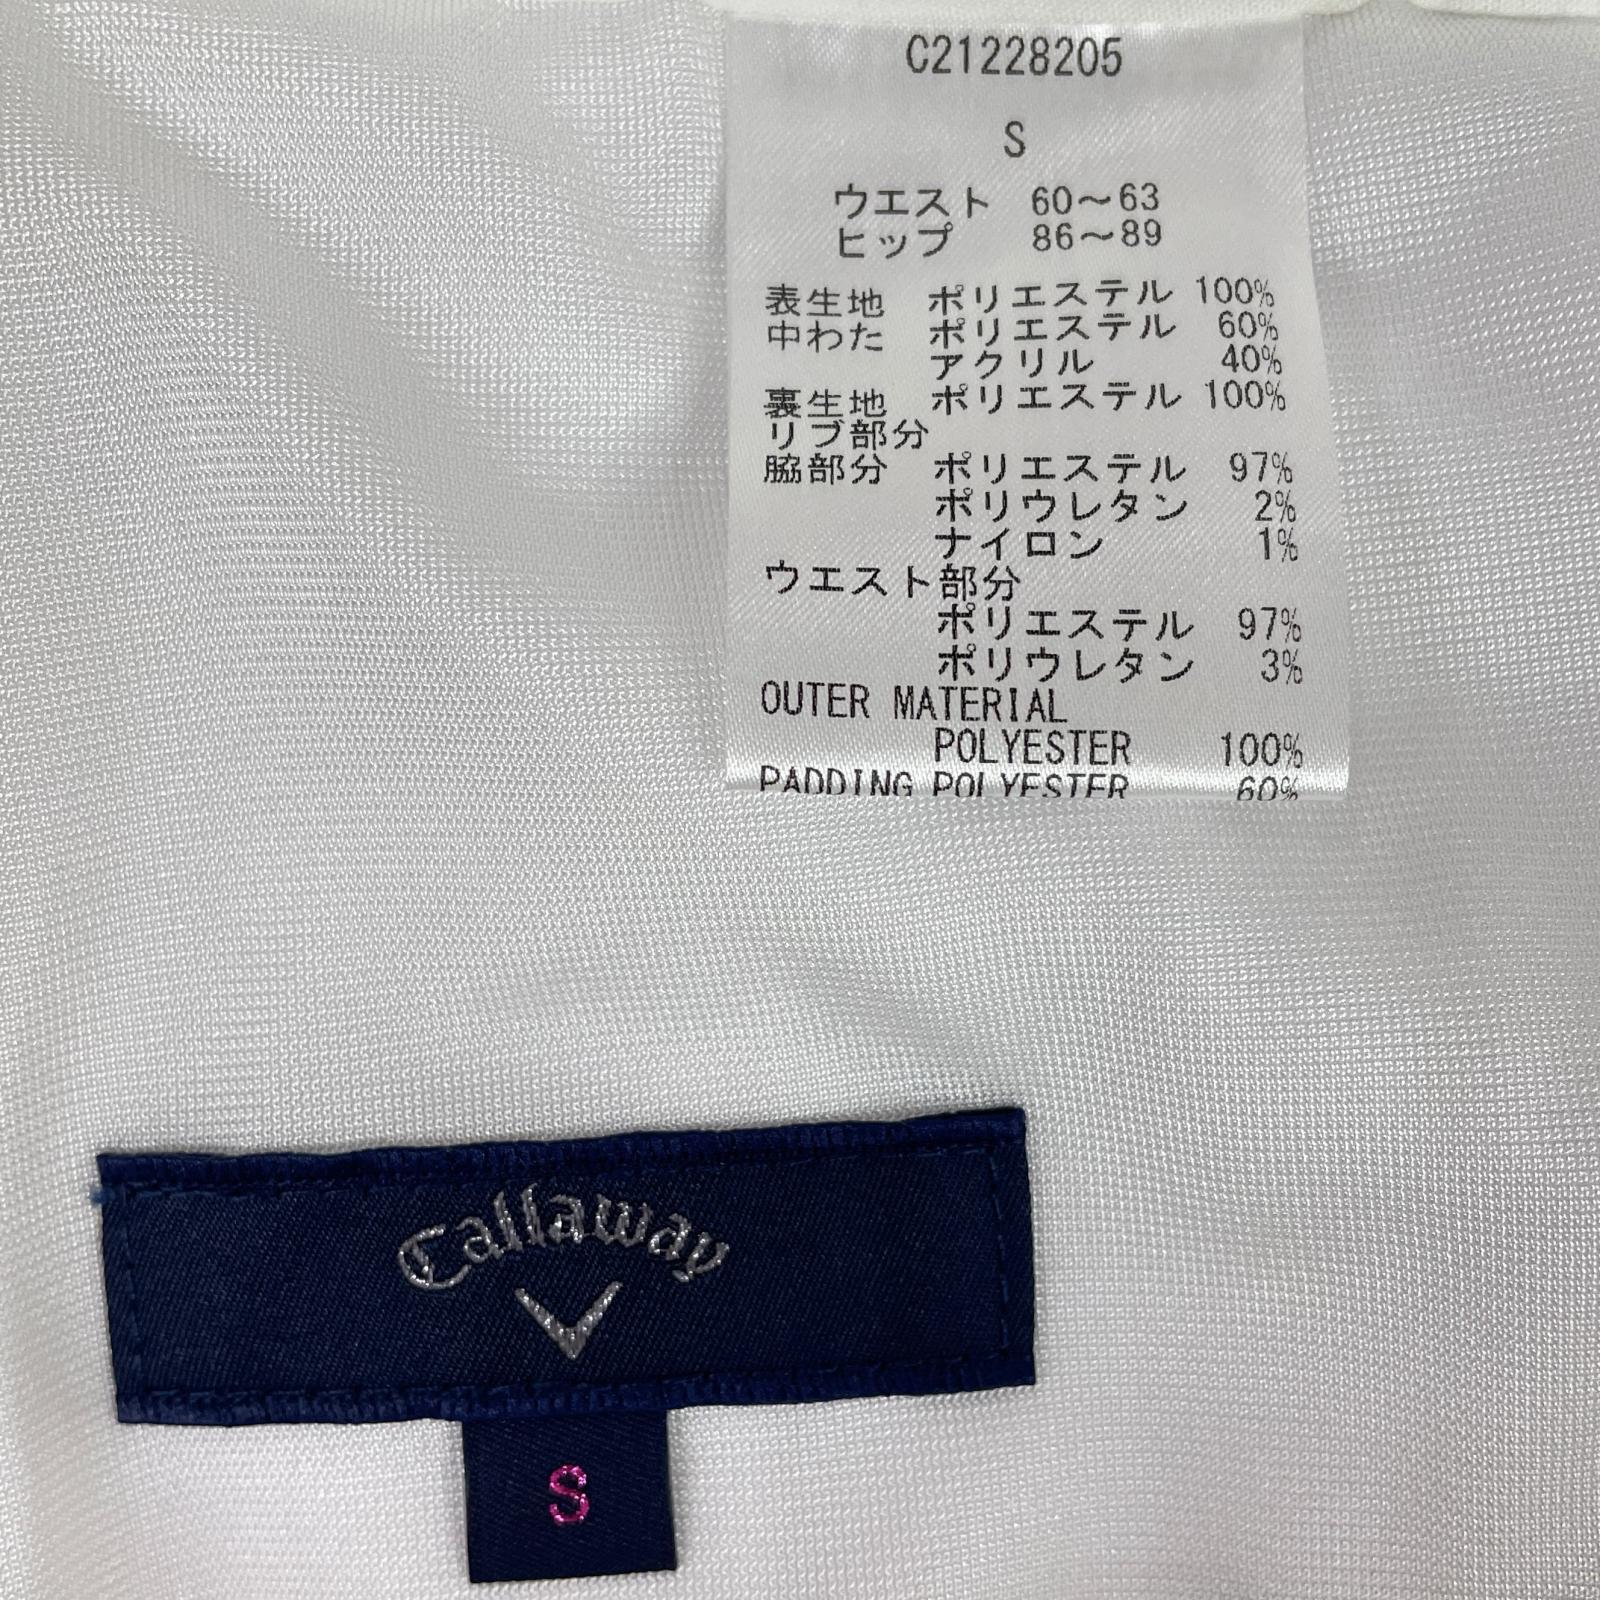 C21228205
S
ウエスト 60～63
ヒップ 86～89
表生地 ポリエステル 100%
中わた ポリエステル 60%
アクリル 40%
裏生地 ポリエステル 100%
リブ部分
脇部分 ポリエステル 97%
ポリウレタン 2%
ナイロン 1%
ウエスト部分
ポリエステル 97%
ポリウレタン 3%
OUTER MATERIAL
POLYESTER 100%
PADDING POLYESTER 60%
Callaway
S